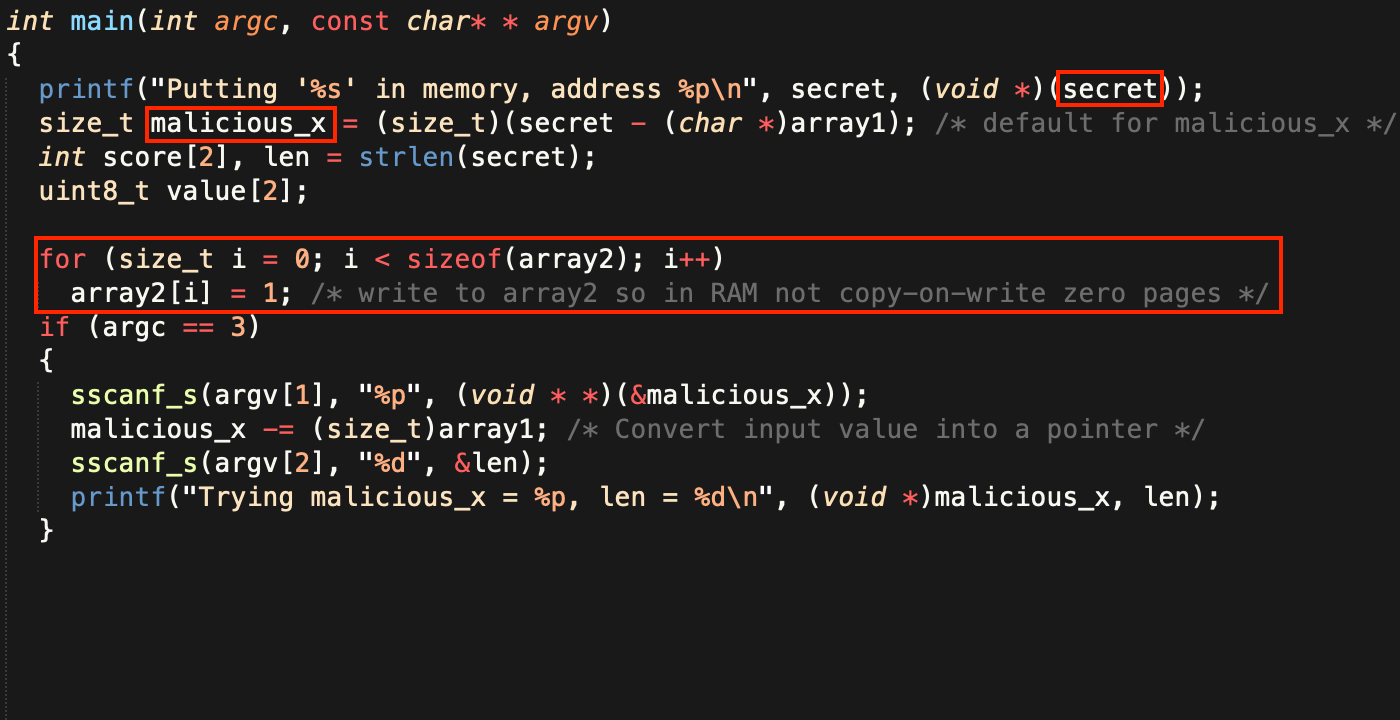 int main(int argc, const char* * argv)
{
printf("Putting '%s' in memory, address %p\n", secret, (void *)(secret));
size_t malicious_x = (size_t)(secret - (char *)array1); /* default for malicious_x */
int score[2], len = strlen(secret);
uint8_t value[2];
for (size_t i = 0; i < sizeof(array2); i++)
array2[i] = 1; /* write to array2 so in RAM not copy-on-write zero pages */
if (argc == 3)
{
sscanf_s(argv[1], "%p", (void * *)(&malicious_x));
malicious_x -= (size_t)array1; /* Convert input value into a pointer */
sscanf_s(argv[2], "%d", &len);
printf("Trying malicious_x = %p, len = %d\n", (void *)malicious_x, len);
}